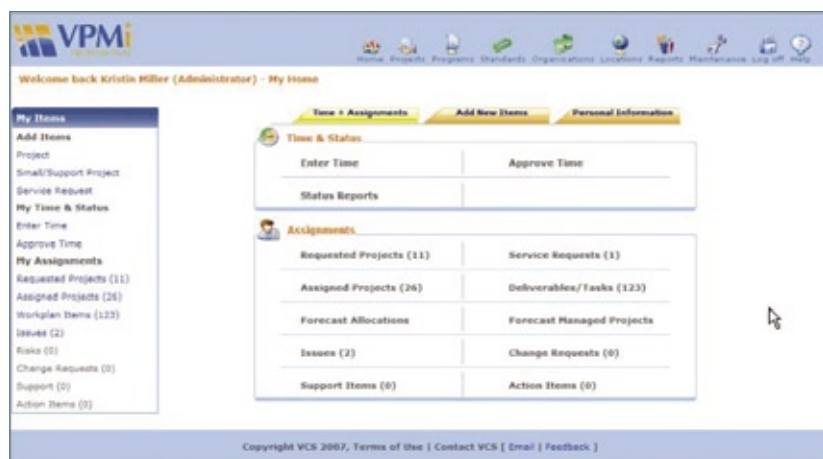 VPMi
Home Projects Programs Standards Organizations Locations Reports Maintenance Log off Help
Welcome back Kristin Miller (Administrator) - My Home
My Items
Add Items
Project
Small/Support Project
Service Request
My Time & Status
Enter Time
Approve Time
My Assignments
Requested Projects (11)
Assigned Projects (26)
Workplan Items (123)
Issues (2)
Risks (0)
Change Requests (0)
Support (0)
Action Items (0)
Time + Assignments Add New Items Personal Information
Time & Status
Enter Time Approve Time
Status Reports
Assignments
Requested Projects (11) Service Requests (1)
Assigned Projects (26) Deliverables/Tasks (123)
Forecast Allocations Forecast Managed Projects
Issues (2) Change Requests (0)
Support Items (0) Action Items (0)
Copyright VCS 2007, Terms of Use | Contact VCS [ Email | Feedback ]